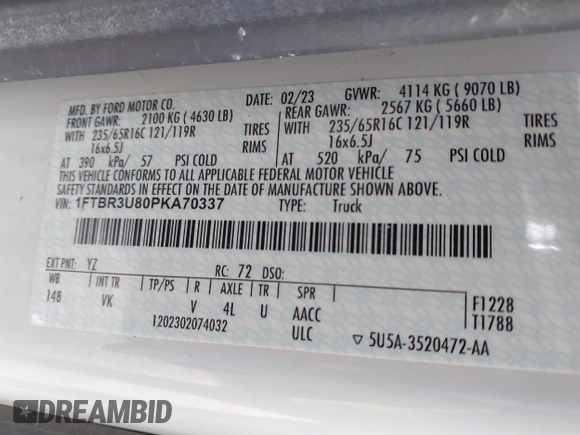 MFD. BY FORD MOTOR CO.
DATE: 02/23 GVWR: 4114 KG ( 9070 LB)
FRONT GAWR: 2100 KG ( 4630 LB) REAR GAWR: 2567 KG ( 5660 LB)
WITH 235/65R16C 121/119R TIRES WITH 235/65R16C 121/119R TIRES
16x6.5J RIMS 16x6.5J RIMS
AT 390 kPa/ 57 PSI COLD AT 520 kPa/ 75 PSI COLD
THIS VEHICLE CONFORMS TO ALL APPLICABLE FEDERAL MOTOR VEHICLE
SAFETY STANDARDS IN EFFECT ON THE DATE OF MANUFACTURE SHOWN ABOVE.
VIN: 1FTBR3U80PKA70337 TYPE: Truck
EXT PNT: YZ RC: 72 DSO:
WB INT TR TP/PS R AXLE TR SPR F1228
148 VK V 4L U AACC T1788
1202302074032 ULC ▽ 5U5A-3520472-AA
DREAMBID